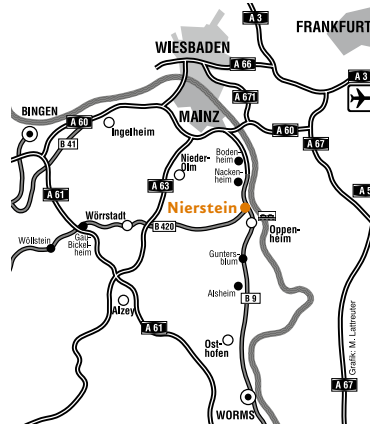 A 3
FRANKFURT
WIESBADEN
A 66
A 3
BINGEN
A 671
A 60
Ingelheim
MAINZ
A 60
B 41
A 67
Boden-
heim
Nieder-
Olm
Nacken-
heim
A 61
A 63
A 5
Nierstein
Wörrstadt
B 420
Oppen-
heim
Gau-
Bickel-
heim
Wöllstein
Gunters-
blum
Alsheim
B 9
Alzey
A 61
Ost-
hofen
Grafik: M. Lattreuter
A 67
WORMS